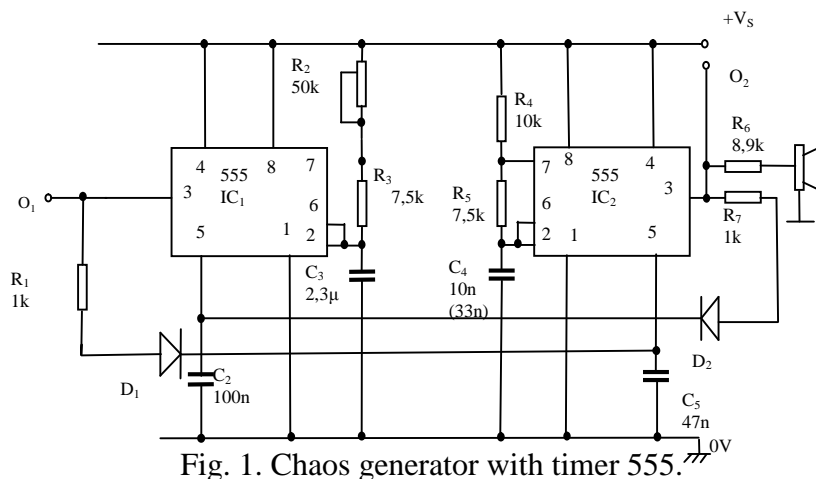 +V_S
O_2
R_2
50k
R_4
10k
R_6
8,9k
4
8
7
555
IC_1
3
6
5
1
2
R_3
7,5k
7
8
555
IC_2
4
3
6
2
1
5
R_5
7,5k
R_7
1k
O_1
R_1
1k
C_3
2,3μ
C_4
10n
(33n)
D_1
C_2
100n
D_2
C_5
47n
0V
Fig. 1. Chaos generator with timer 555.